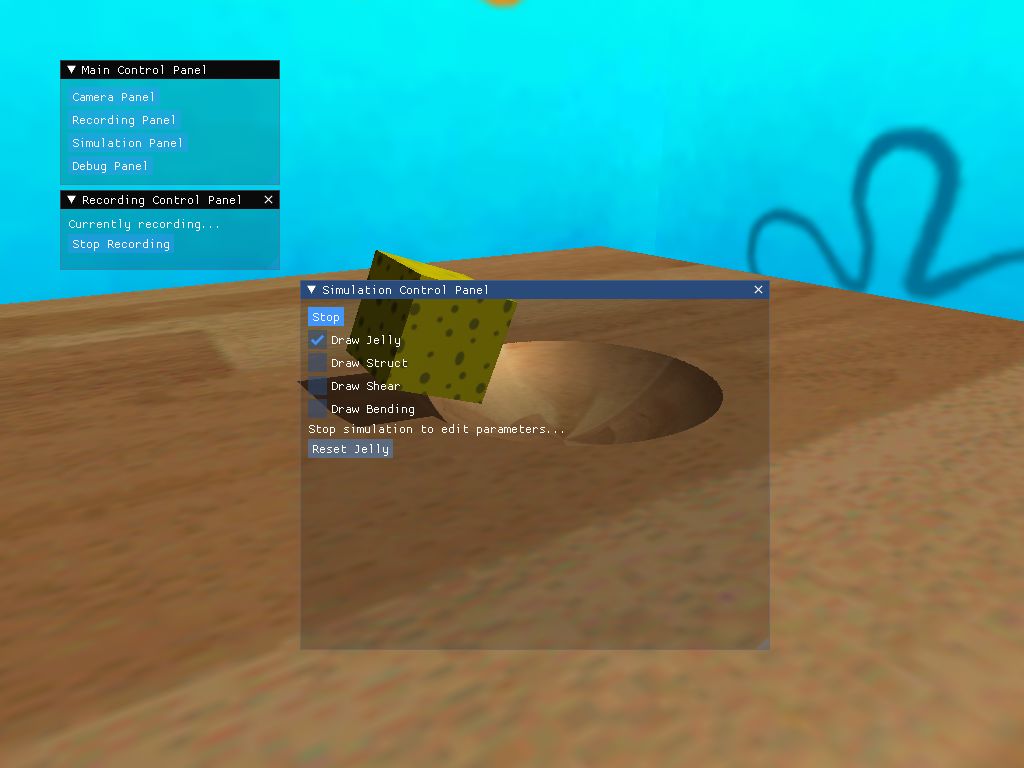 Main Control Panel
Camera Panel
Recording Panel
Simulation Panel
Debug Panel
Recording Control Panel
Currently recording...
Stop Recording
Simulation Control Panel
Stop
Draw Jelly
Draw Struct
Draw Shear
Draw Bending
Stop simulation to edit parameters...
Reset Jelly